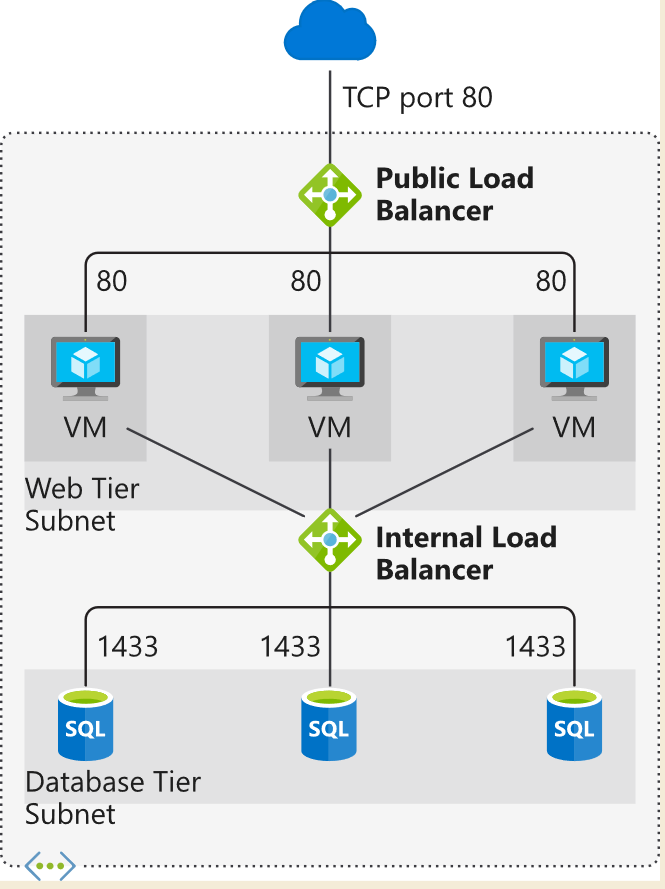 TCP port 80
Public Load
Balancer
80
80
80
VM
VM
VM
Web Tier
Subnet
Internal Load
Balancer
1433
1433
1433
SQL
SQL
SQL
Database Tier
Subnet